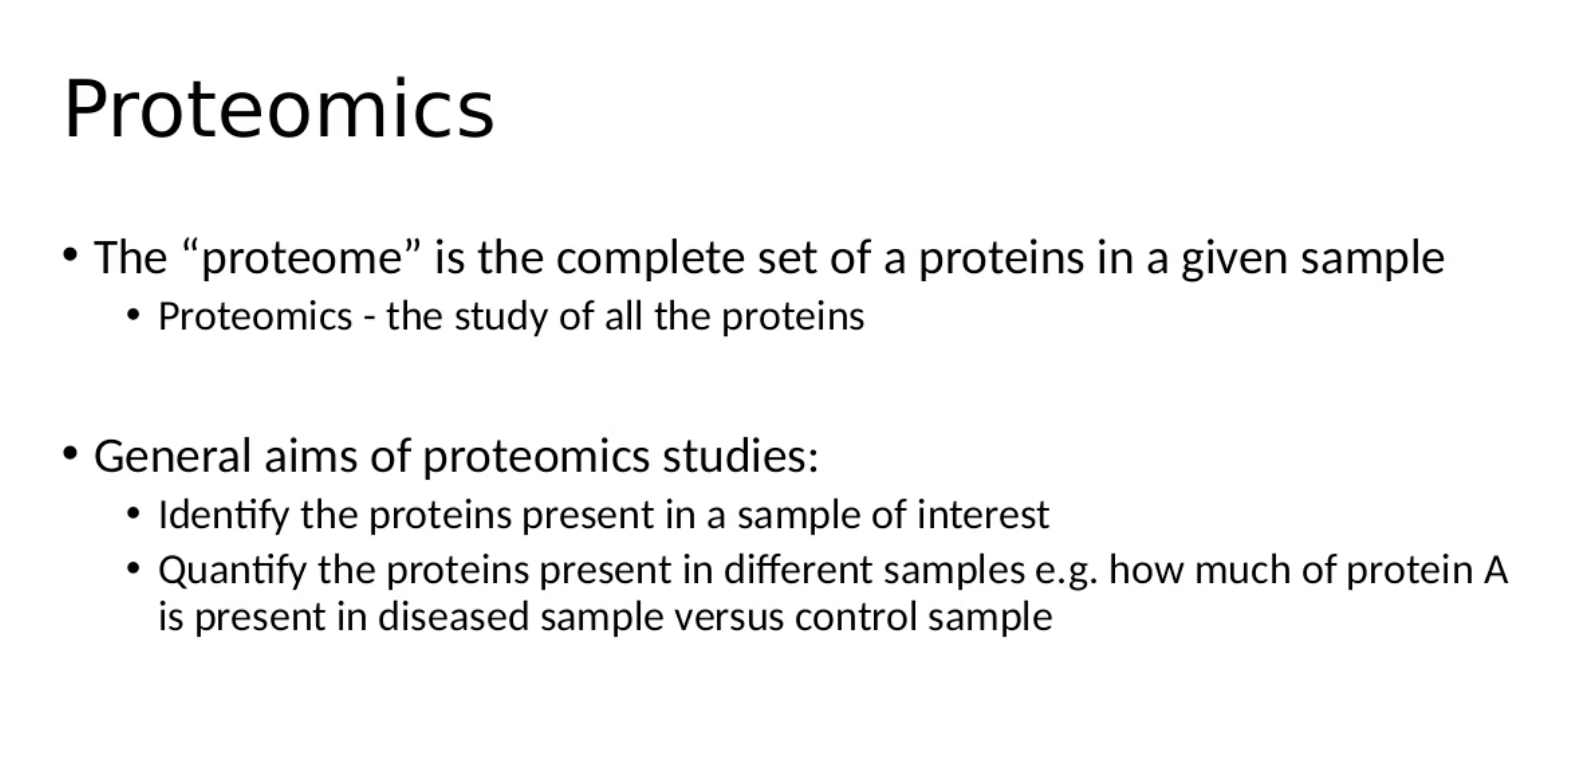 Proteomics
• The “proteome” is the complete set of a proteins in a given sample
• Proteomics - the study of all the proteins
• General aims of proteomics studies:
• Identify the proteins present in a sample of interest
• Quantify the proteins present in different samples e.g. how much of protein A
is present in diseased sample versus control sample